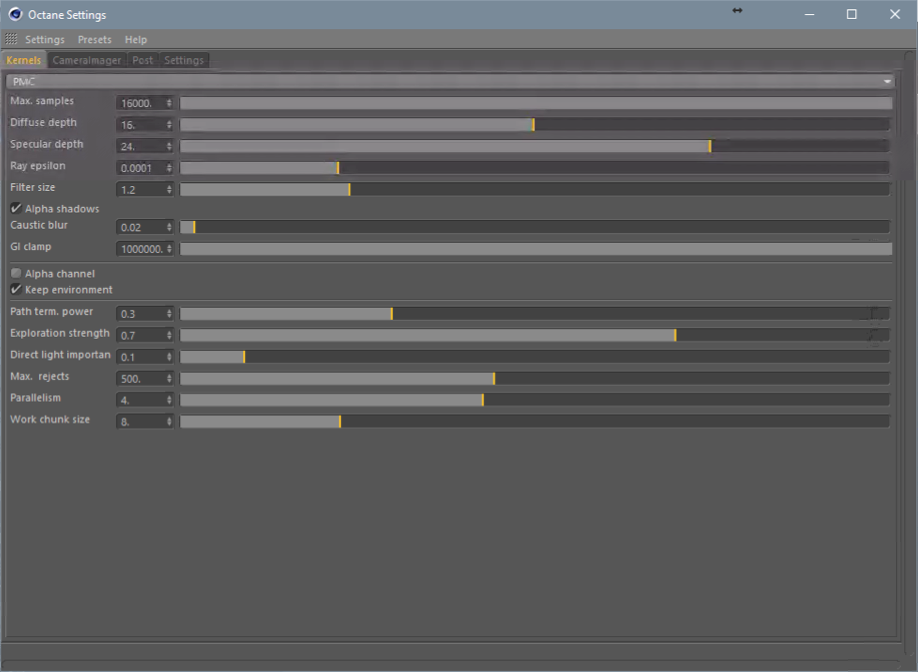 Octane Settings
Settings Presets Help
Kernels CameraImager Post Settings
PMC
Max. samples 16000.
Diffuse depth 16.
Specular depth 24.
Ray epsilon 0.0001
Filter size 1.2
Alpha shadows
Caustic blur 0.02
GI clamp 1000000.
Alpha channel
Keep environment
Path term. power 0.3
Exploration strength 0.7
Direct light importan 0.1
Max. rejects 500.
Parallelism 4.
Work chunk size 8.